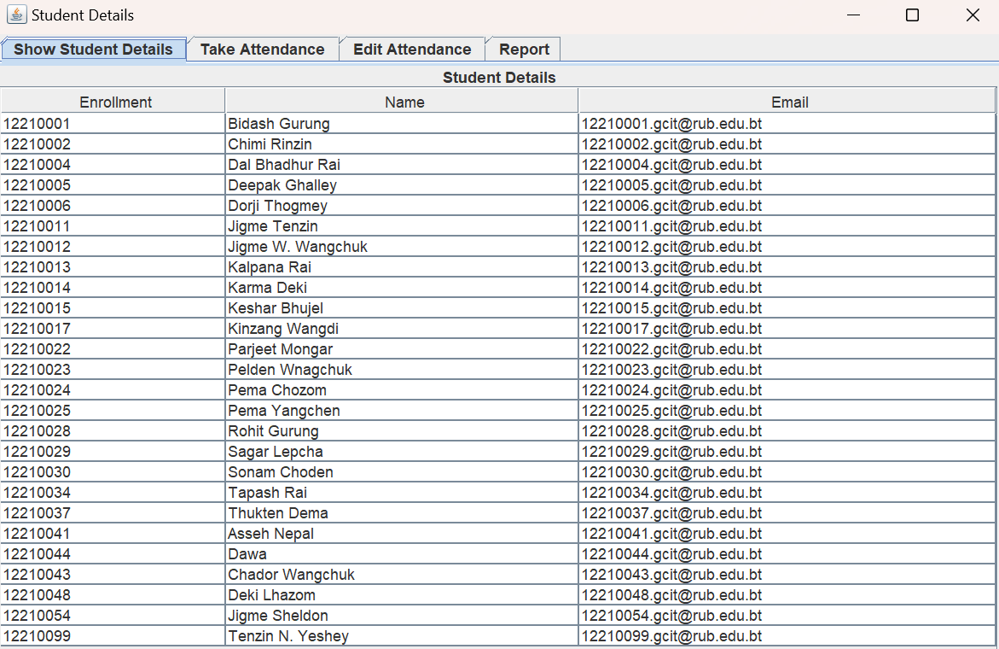 Student Details
Show Student Details Take Attendance Edit Attendance Report
Student Details
Enrollment Name Email
12210001 Bidash Gurung 12210001.gcit@rub.edu.bt
12210002 Chimi Rinzin 12210002.gcit@rub.edu.bt
12210004 Dal Bhadhur Rai 12210004.gcit@rub.edu.bt
12210005 Deepak Ghalley 12210005.gcit@rub.edu.bt
12210006 Dorji Thogmey 12210006.gcit@rub.edu.bt
12210011 Jigme Tenzin 12210011.gcit@rub.edu.bt
12210012 Jigme W. Wangchuk 12210012.gcit@rub.edu.bt
12210013 Kalpana Rai 12210013.gcit@rub.edu.bt
12210014 Karma Deki 12210014.gcit@rub.edu.bt
12210015 Keshar Bhujel 12210015.gcit@rub.edu.bt
12210017 Kinzang Wangdi 12210017.gcit@rub.edu.bt
12210022 Parjeet Mongar 12210022.gcit@rub.edu.bt
12210023 Pelden Wnagchuk 12210023.gcit@rub.edu.bt
12210024 Pema Chozom 12210024.gcit@rub.edu.bt
12210025 Pema Yangchen 12210025.gcit@rub.edu.bt
12210028 Rohit Gurung 12210028.gcit@rub.edu.bt
12210029 Sagar Lepcha 12210029.gcit@rub.edu.bt
12210030 Sonam Choden 12210030.gcit@rub.edu.bt
12210034 Tapash Rai 12210034.gcit@rub.edu.bt
12210037 Thukten Dema 12210037.gcit@rub.edu.bt
12210041 Asseh Nepal 12210041.gcit@rub.edu.bt
12210044 Dawa 12210044.gcit@rub.edu.bt
12210043 Chador Wangchuk 12210043.gcit@rub.edu.bt
12210048 Deki Lhazom 12210048.gcit@rub.edu.bt
12210054 Jigme Sheldon 12210054.gcit@rub.edu.bt
12210099 Tenzin N. Yeshey 12210099.gcit@rub.edu.bt